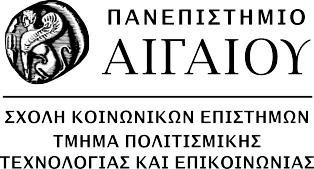 ΠΑΝΕΠΙΣΤΗΜΙΟ
ΑΙΓΑΙΟΥ
ΣΧΟΛΗ ΚΟΙΝΩΝΙΚΩΝ ΕΠΙΣΤΗΜΩΝ
ΤΜΗΜΑ ΠΟΛΙΤΙΣΜΙΚΗΣ
ΤΕΧΝΟΛΟΓΙΑΣ ΚΑΙ ΕΠΙΚΟΙΝΩΝΙΑΣ